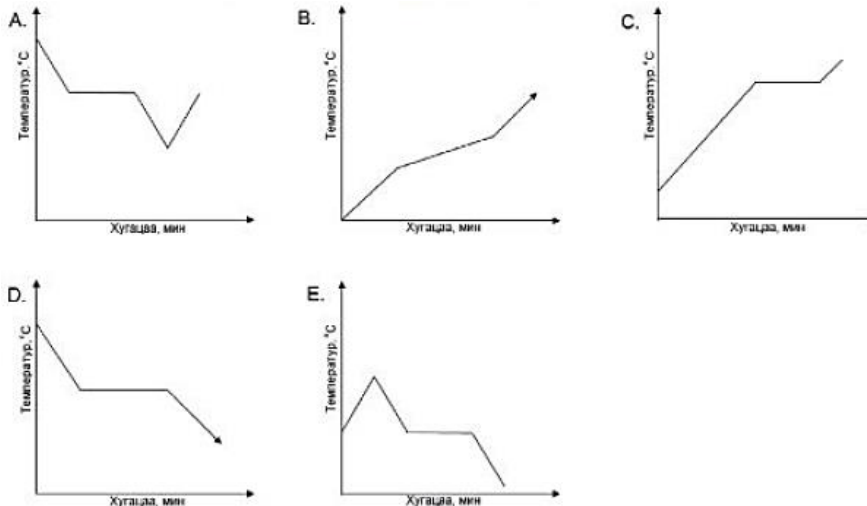 A.
Температур,°С
Хугацаа, мин
B.
Температур,°С
Хугацаа, мин
C.
Температур,°С
Хугацаа, мин
D.
Температур,°С
Хугацаа, мин
E.
Температур,°С
Хугацаа, мин